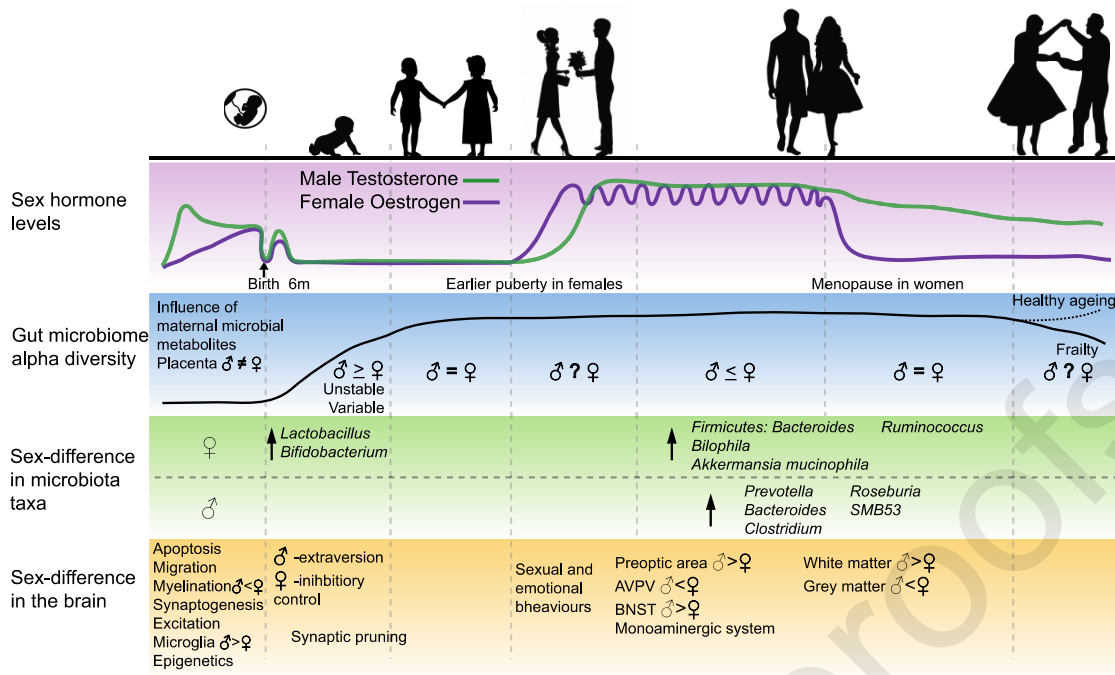 Sex hormone
levels
Male Testosterone
Female Oestrogen
Birth 6m
Earlier puberty in females
Menopause in women
Gut microbiome
alpha diversity
Influence of
maternal microbial
metabolites
Placenta ♂ ≠ ♀
♂ ≥ ♀
Unstable
Variable
♂ = ♀
♂ ? ♀
♂ ≤ ♀
♂ = ♀
Healthy ageing
Frailty
♂ ? ♀
Sex-difference
in microbiota
taxa
♀
Lactobacillus
Bifidobacterium
Firmicutes: Bacteroides
Bilophila
Akkermansia mucinophila
Ruminococcus
♂
Prevotella
Bacteroides
Clostridium
Roseburia
SMB53
Sex-difference
in the brain
Apoptosis
Migration
Myelination♂<♀
Synaptogenesis
Excitation
Microglia ♂>♀
Epigenetics
♂ -extraversion
♀ -inihbitory
control
Synaptic pruning
Sexual and
emotional
bheaviours
Preoptic area ♂>♀
AVPV ♂<♀
BNST ♂>♀
Monoaminergic system
White matter ♂>♀
Grey matter ♂<♀
proofs